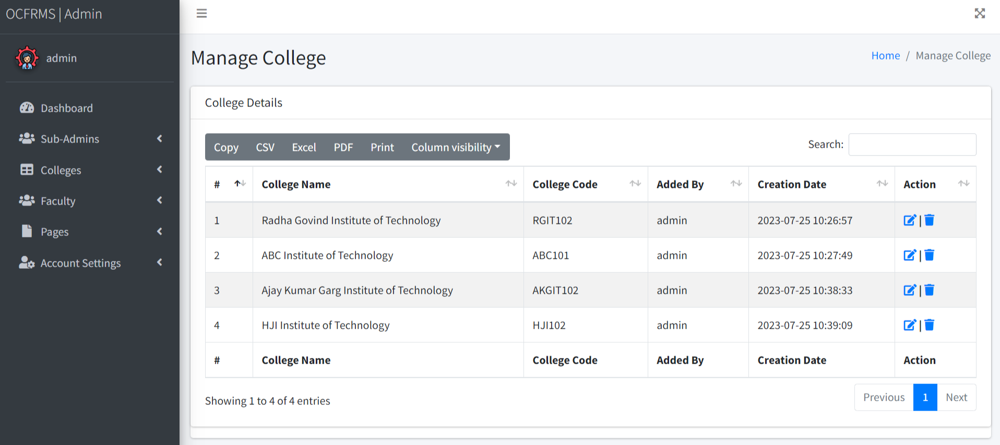 OCFRMS | Admin
admin
Dashboard
Sub-Admins
Colleges
Faculty
Pages
Account Settings
Manage College
Home / Manage College
College Details
Copy CSV Excel PDF Print Column visibility
Search:
# College Name College Code Added By Creation Date Action
1 Radha Govind Institute of Technology RGIT102 admin 2023-07-25 10:26:57 |
2 ABC Institute of Technology ABC101 admin 2023-07-25 10:27:49 |
3 Ajay Kumar Garg Institute of Technology AKGIT102 admin 2023-07-25 10:38:33 |
4 HJI Institute of Technology HJI102 admin 2023-07-25 10:39:09 |
# College Name College Code Added By Creation Date Action
Showing 1 to 4 of 4 entries
Previous 1 Next